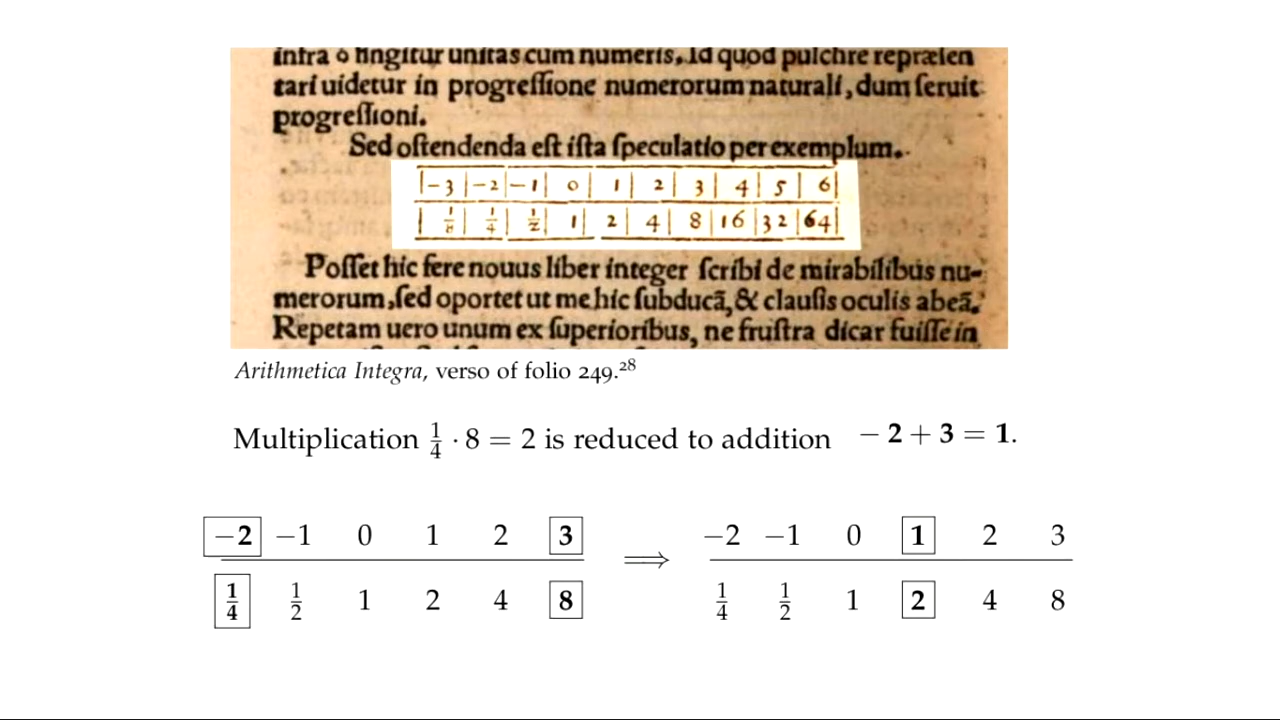 infra 0 fingitur unitas cum numeris. Id quod pulchre repræsen
tari uidetur in progreſſione numerorum naturali, dum ſeruit
progreſſioni.
Sed oſtendenda eſt iſta ſpeculatio per exemplum.
|-3|-2|-1| 0| 1| 2| 3| 4| 5| 6|
| 1/8| 1/4| 1/2| 1| 2| 4| 8|16|32|64|
Poſſet hic fere nouus liber integer ſcribi de mirabilibus nu-
merorum, ſed oportet ut me hic ſubducã, & clauſis oculis abeã.
Repetam uero unum ex ſuperioribus, ne fruſtra dicar fuiſſe in
Arithmetica Integra, verso of folio 249.²⁸
Multiplication 1/4 · 8 = 2 is reduced to addition − 2 + 3 = 1.
−2 −1 0 1 2 3 ⟹ −2 −1 0 1 2 3
1/4 1/2 1 2 4 8 1/4 1/2 1 2 4 8